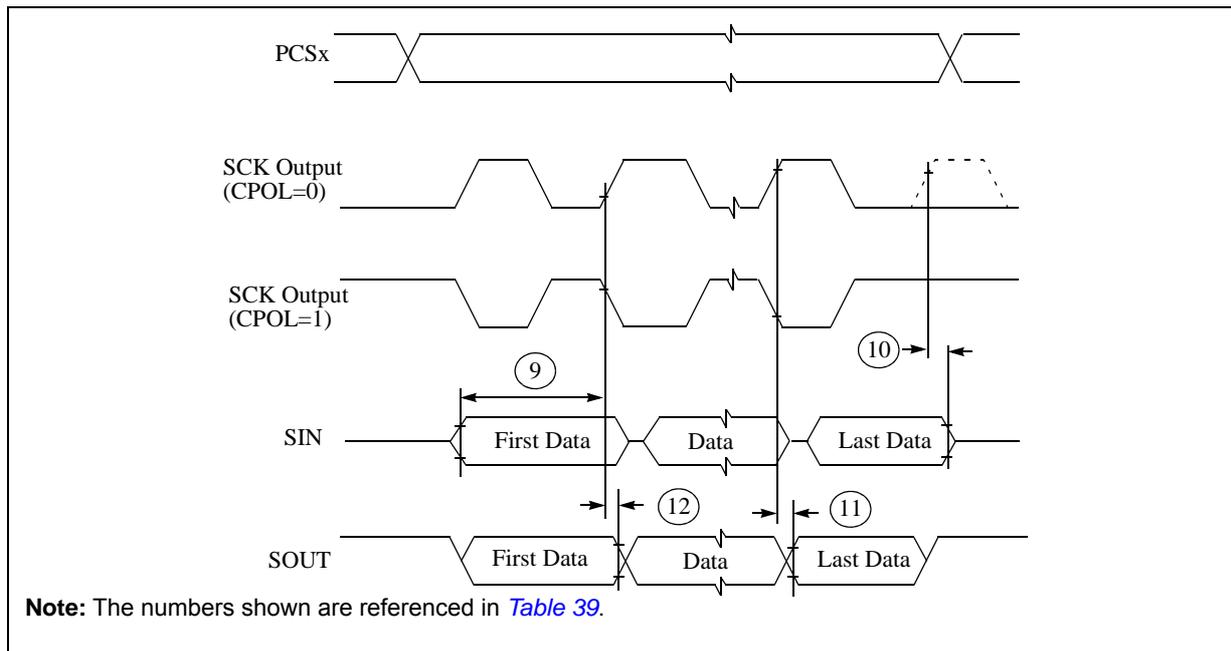 PCSx
SCK Output
(CPOL=0)
SCK Output
(CPOL=1)
10
9
SIN
First Data
Data
Last Data
12
11
SOUT
First Data
Data
Last Data
Note: The numbers shown are referenced in Table 39.